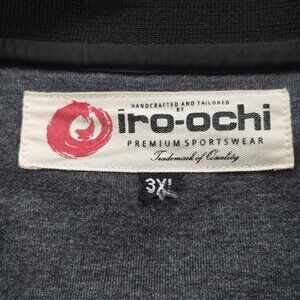 HANDCRAFTED AND TAILORED
BY
iro-ochi
PREMIUM SPORTSWEAR
Trademark of Quality
3XL